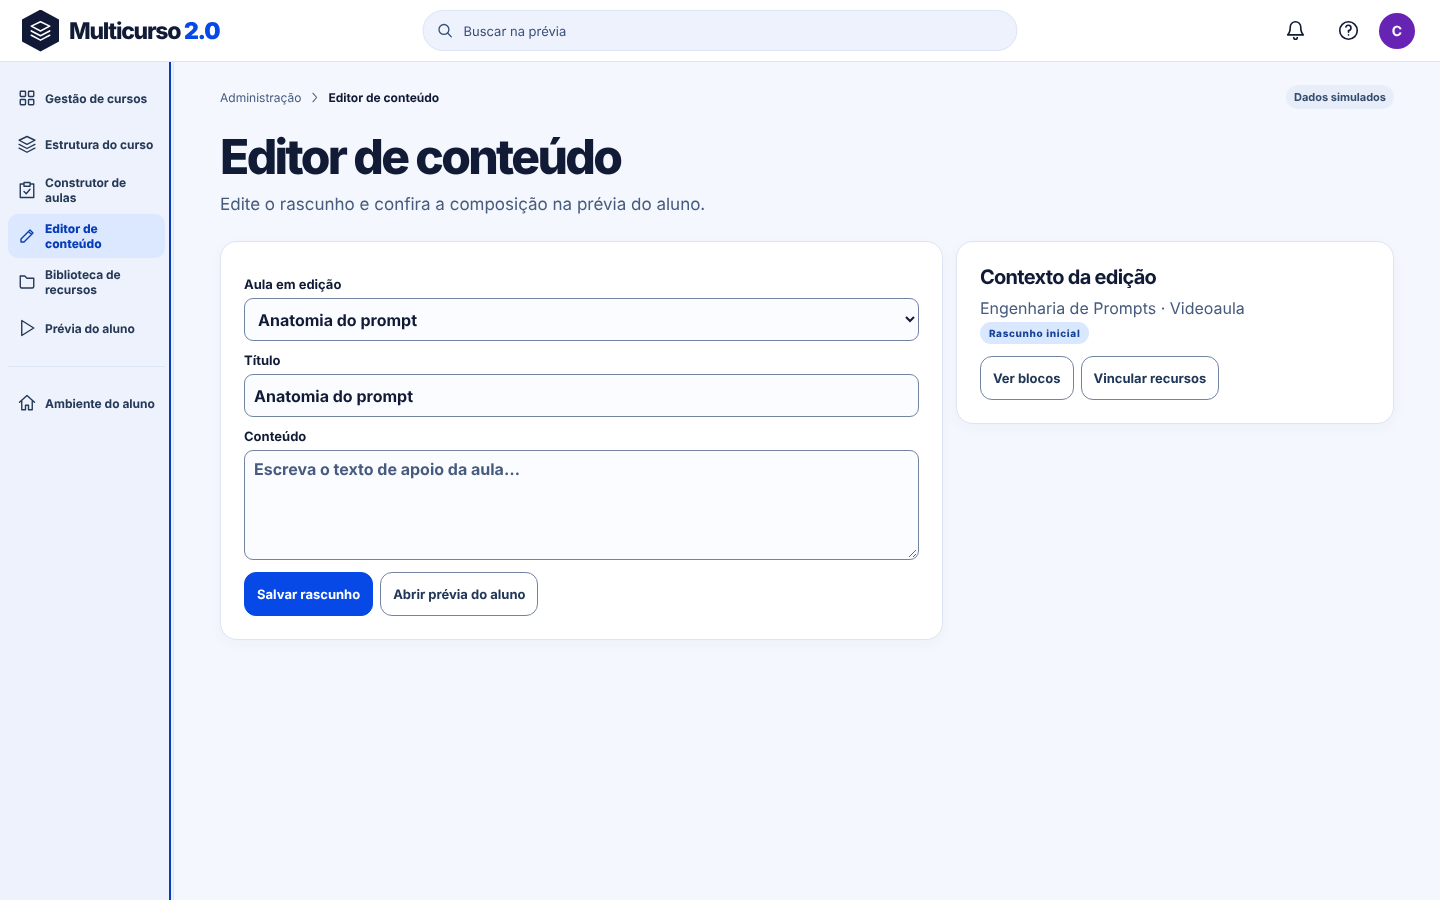 Multicurso 2.0
Buscar na prévia
C
Gestão de cursos
Estrutura do curso
Construtor de
aulas
Editor de
conteúdo
Biblioteca de
recursos
Prévia do aluno
Ambiente do aluno
Administração
Editor de conteúdo
Dados simulados
Editor de conteúdo
Edite o rascunho e confira a composição na prévia do aluno.
Aula em edição
Anatomia do prompt
Título
Anatomia do prompt
Conteúdo
Escreva o texto de apoio da aula...
Salvar rascunho
Abrir prévia do aluno
Contexto da edição
Engenharia de Prompts · Videoaula
Rascunho inicial
Ver blocos
Vincular recursos